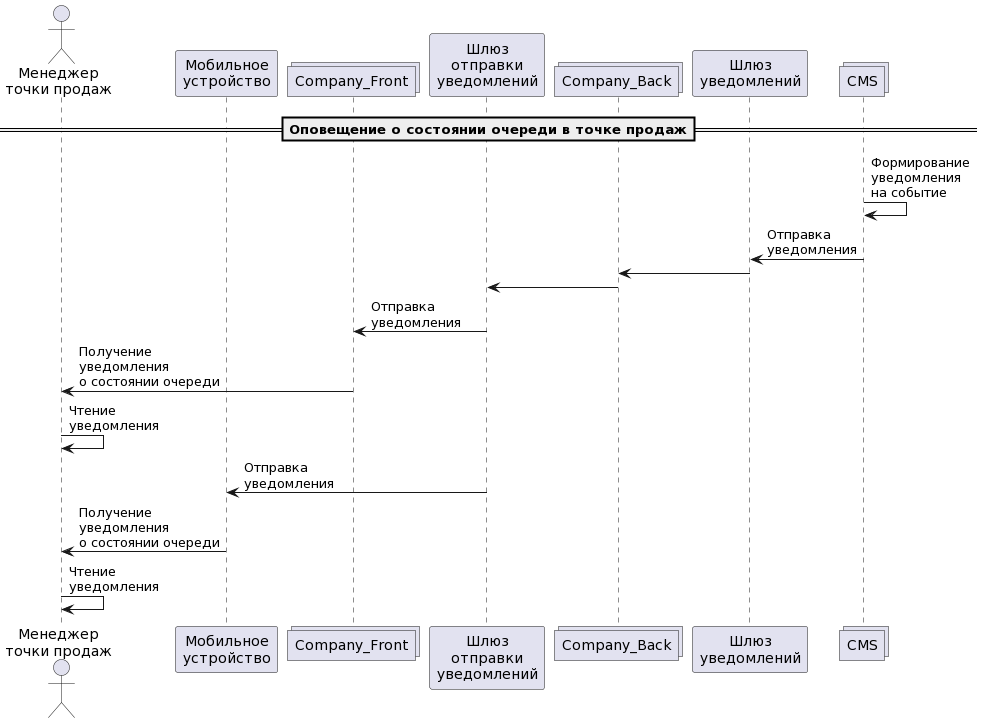 Менеджер
точки продаж
Мобильное
устройство
Company_Front
Шлюз
отправки
уведомлений
Company_Back
Шлюз
уведомлений
CMS
Оповещение о состоянии очереди в точке продаж
Формирование
уведомления
на событие
Отправка
уведомления
Отправка
уведомления
Получение
уведомления
о состоянии очереди
Чтение
уведомления
Отправка
уведомления
Получение
уведомления
о состоянии очереди
Чтение
уведомления
Менеджер
точки продаж
Мобильное
устройство
Company_Front
Шлюз
отправки
уведомлений
Company_Back
Шлюз
уведомлений
CMS